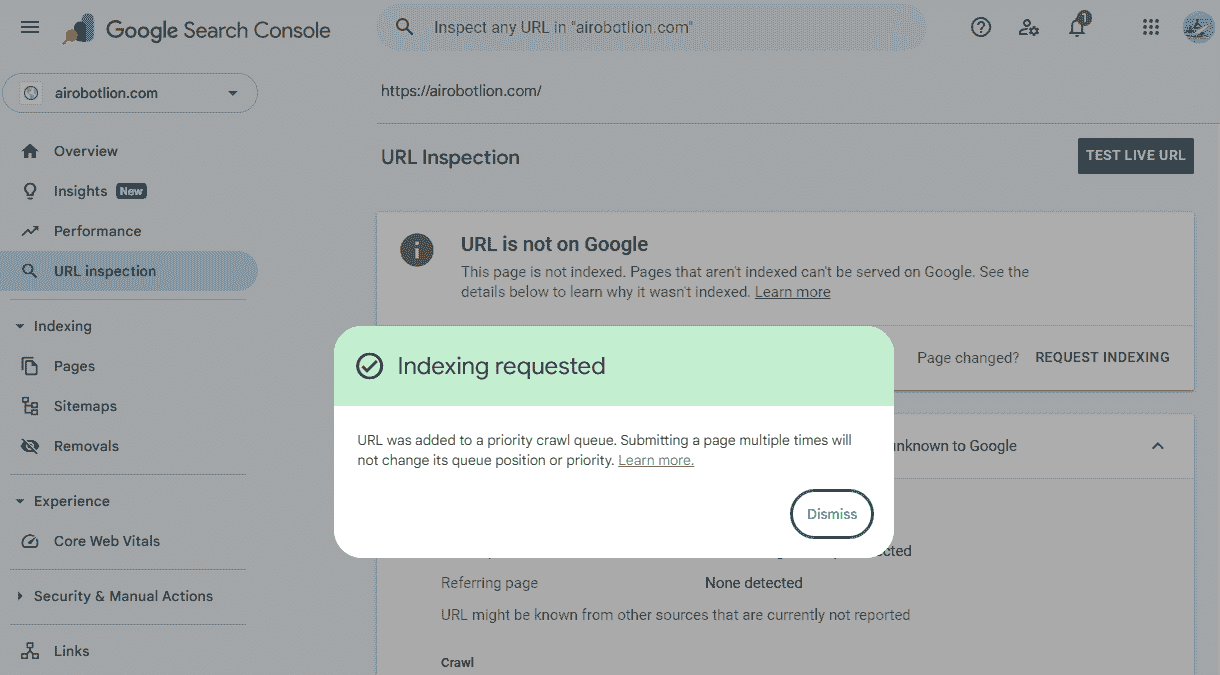 Google Search Console
Inspect any URL in "airobotlion.com"
1
airobotlion.com
Overview
Insights New
Performance
URL inspection
Indexing
Pages
Sitemaps
Removals
Experience
Core Web Vitals
Security & Manual Actions
Links
https://airobotlion.com/
URL Inspection
TEST LIVE URL
URL is not on Google
This page is not indexed. Pages that aren't indexed can't be served on Google. See the
details below to learn why it wasn't indexed. Learn more
Page changed? REQUEST INDEXING
Indexing requested
URL was added to a priority crawl queue. Submitting a page multiple times will
not change its queue position or priority. Learn more.
Dismiss
to Google
Referring page None detected
URL might be known from other sources that are currently not reported
Crawl